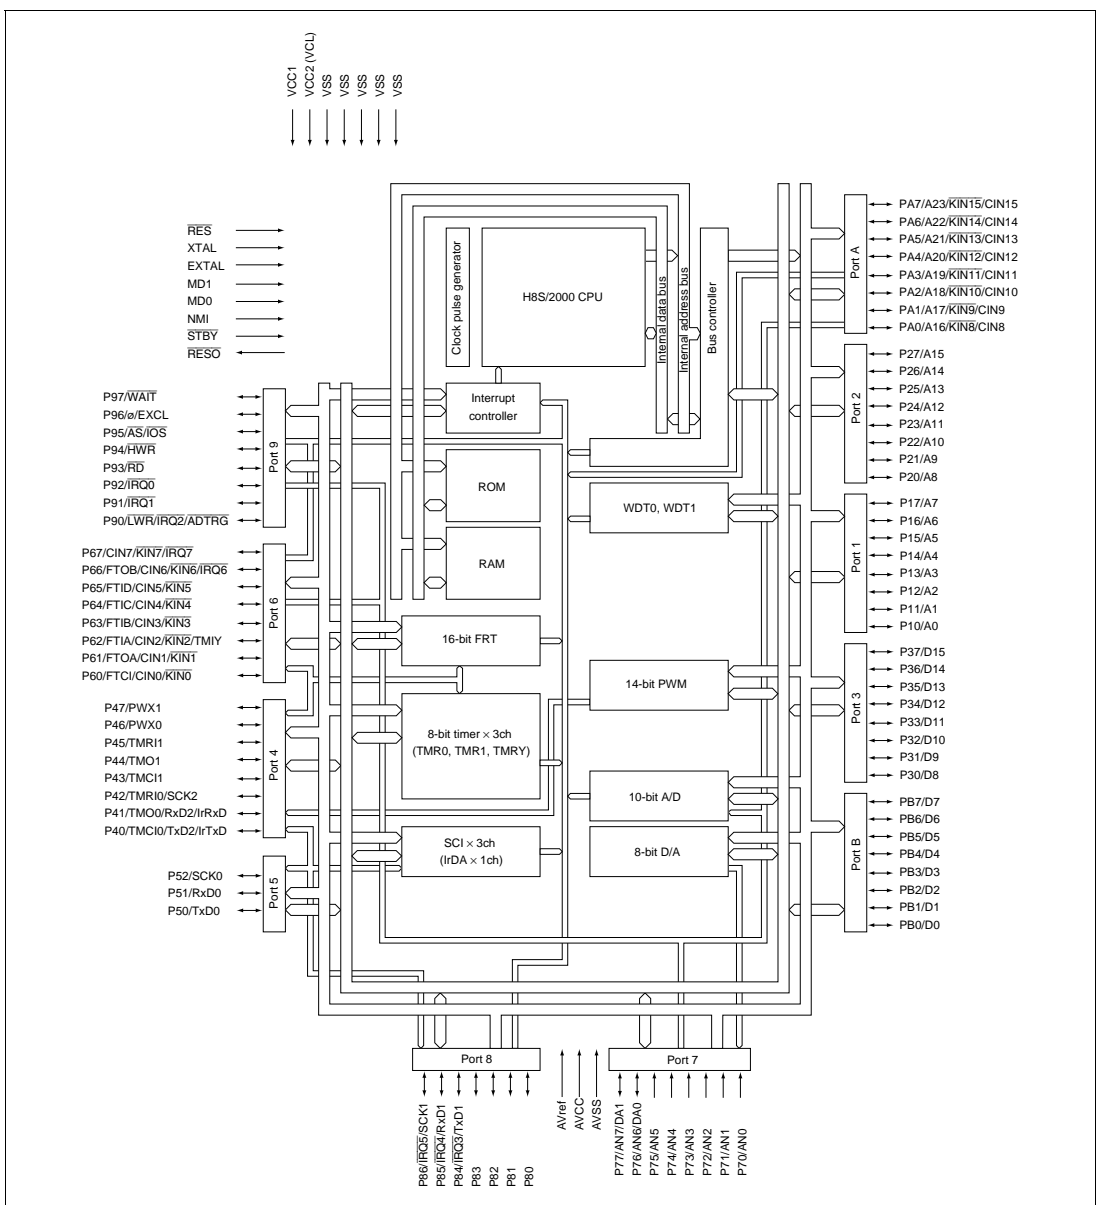 VCC1
VCC2 (VCL)
VSS
VSS
VSS
VSS
VSS
RES
XTAL
EXTAL
MD1
MD0
NMI
STBY
RESO
Clock pulse generator
H8S/2000 CPU
Internal data bus
Internal address bus
Bus controller
Interrupt
controller
ROM
RAM
WDT0, WDT1
16-bit FRT
14-bit PWM
8-bit timer × 3ch
(TMR0, TMR1, TMRY)
10-bit A/D
SCI × 3ch
(IrDA × 1ch)
8-bit D/A
P97/WAIT
P96/ø/EXCL
P95/AS/IOS
P94/HWR
P93/RD
P92/IRQ0
P91/IRQ1
P90/LWR/IRQ2/ADTRG
Port 9
P67/CIN7/KIN7/IRQ7
P66/FTOB/CIN6/KIN6/IRQ6
P65/FTID/CIN5/KIN5
P64/FTIC/CIN4/KIN4
P63/FTIB/CIN3/KIN3
P62/FTIA/CIN2/KIN2/TMIY
P61/FTOA/CIN1/KIN1
P60/FTCI/CIN0/KIN0
Port 6
P47/PWX1
P46/PWX0
P45/TMRI1
P44/TMO1
P43/TMCI1
P42/TMRI0/SCK2
P41/TMO0/RxD2/IrRxD
P40/TMCI0/TxD2/IrTxD
Port 4
P52/SCK0
P51/RxD0
P50/TxD0
Port 5
Port A
PA7/A23/KIN15/CIN15
PA6/A22/KIN14/CIN14
PA5/A21/KIN13/CIN13
PA4/A20/KIN12/CIN12
PA3/A19/KIN11/CIN11
PA2/A18/KIN10/CIN10
PA1/A17/KIN9/CIN9
PA0/A16/KIN8/CIN8
Port 2
P27/A15
P26/A14
P25/A13
P24/A12
P23/A11
P22/A10
P21/A9
P20/A8
Port 1
P17/A7
P16/A6
P15/A5
P14/A4
P13/A3
P12/A2
P11/A1
P10/A0
Port 3
P37/D15
P36/D14
P35/D13
P34/D12
P33/D11
P32/D10
P31/D9
P30/D8
Port B
PB7/D7
PB6/D6
PB5/D5
PB4/D4
PB3/D3
PB2/D2
PB1/D1
PB0/D0
Port 8
P86/IRQ5/SCK1
P85/IRQ4/RxD1
P84/IRQ3/TxD1
P83
P82
P81
P80
AVref
AVCC
AVSS
Port 7
P77/AN7/DA1
P76/AN6/DA0
P75/AN5
P74/AN4
P73/AN3
P72/AN2
P71/AN1
P70/AN0